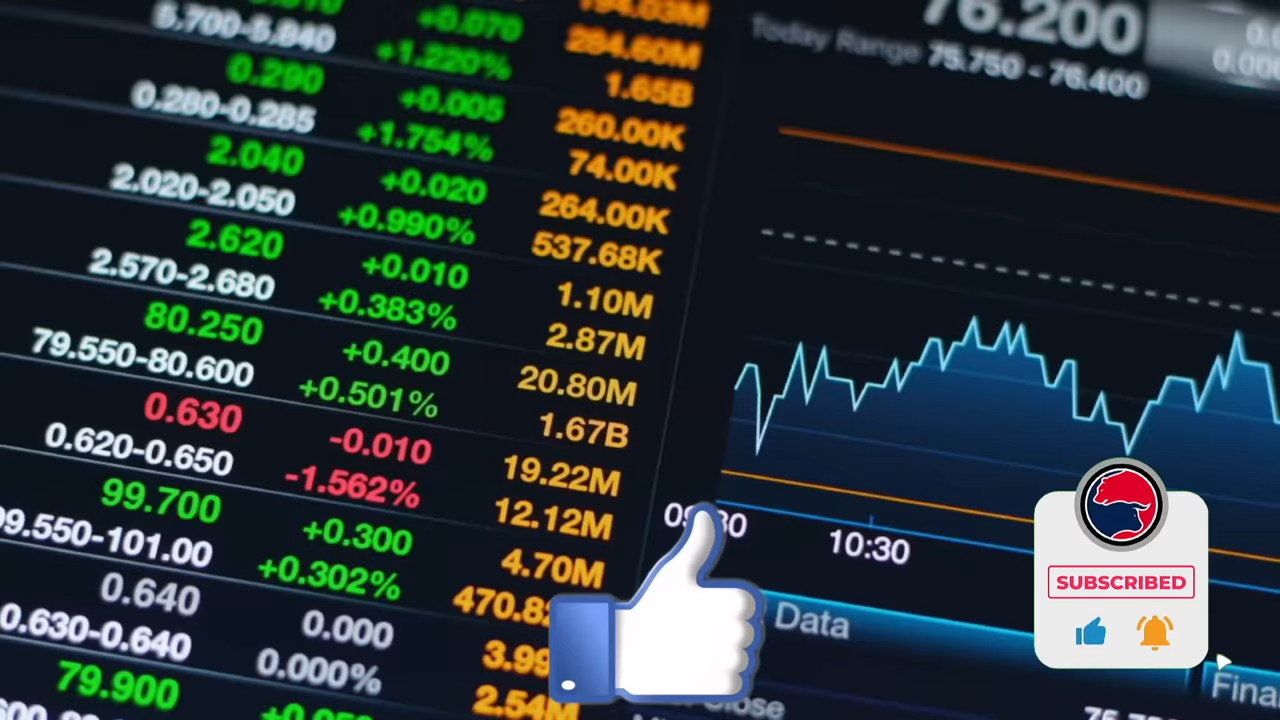 194.03M
+0.070
5.700-5.840
+1.220%
294.60M
0.290
+0.005
1.65B
0.280-0.285
+1.754%
260.00K
2.040
+0.020
74.00K
2.020-2.050
+0.990%
264.00K
2.620
+0.010
537.68K
2.570-2.680
+0.383%
1.10M
80.250
+0.400
2.87M
79.550-80.600
+0.501%
20.80M
0.630
-0.010
1.67B
0.620-0.650
-1.562%
19.22M
99.700
+0.300
12.12M
99.550-101.00
+0.302%
4.70M
0.640
0.000
0.630-0.640
0.000%
79.900
2.54M
76.200
Today Range 75.750 - 76.400
10:30
Data
SUBSCRIBED